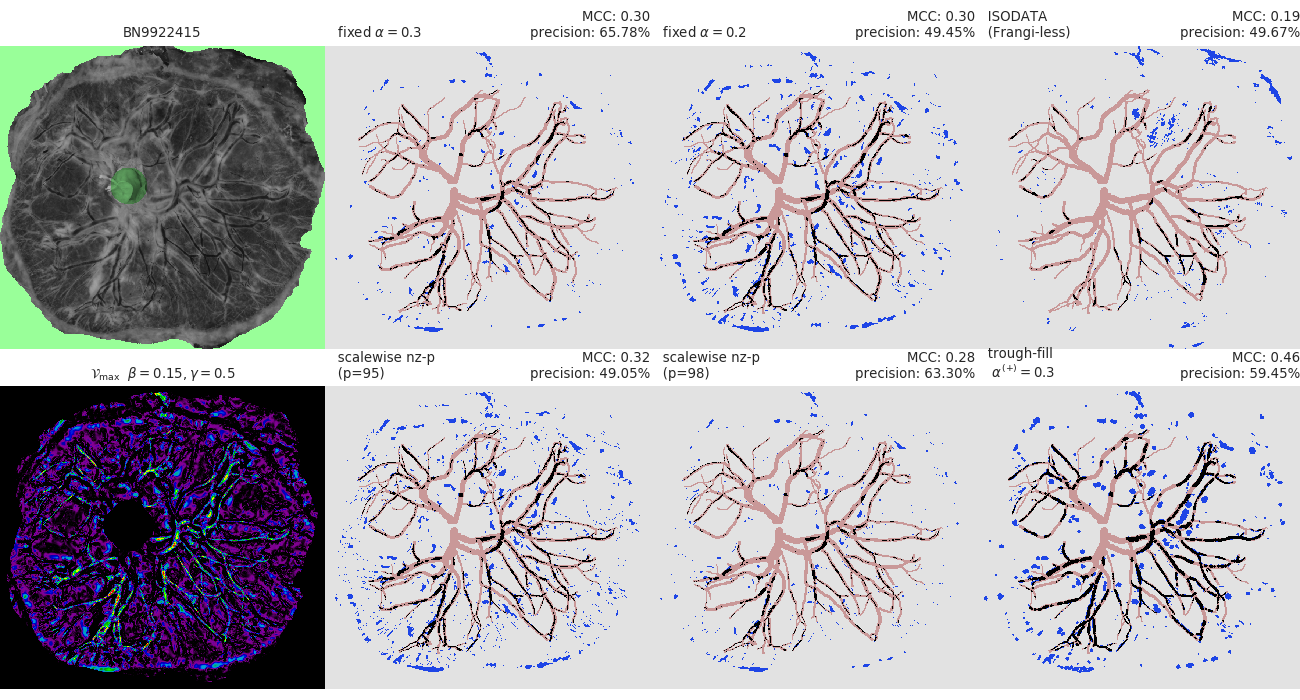 BN9922415
fixed α = 0.3
MCC: 0.30
precision: 65.78%
fixed α = 0.2
MCC: 0.30
precision: 49.45%
ISODATA
(Frangi-less)
MCC: 0.19
precision: 49.67%
𝒱max β = 0.15, γ = 0.5
scalewise nz-p
(p=95)
MCC: 0.32
precision: 49.05%
scalewise nz-p
(p=98)
MCC: 0.28
precision: 63.30%
trough-fill
α(+) = 0.3
MCC: 0.46
precision: 59.45%